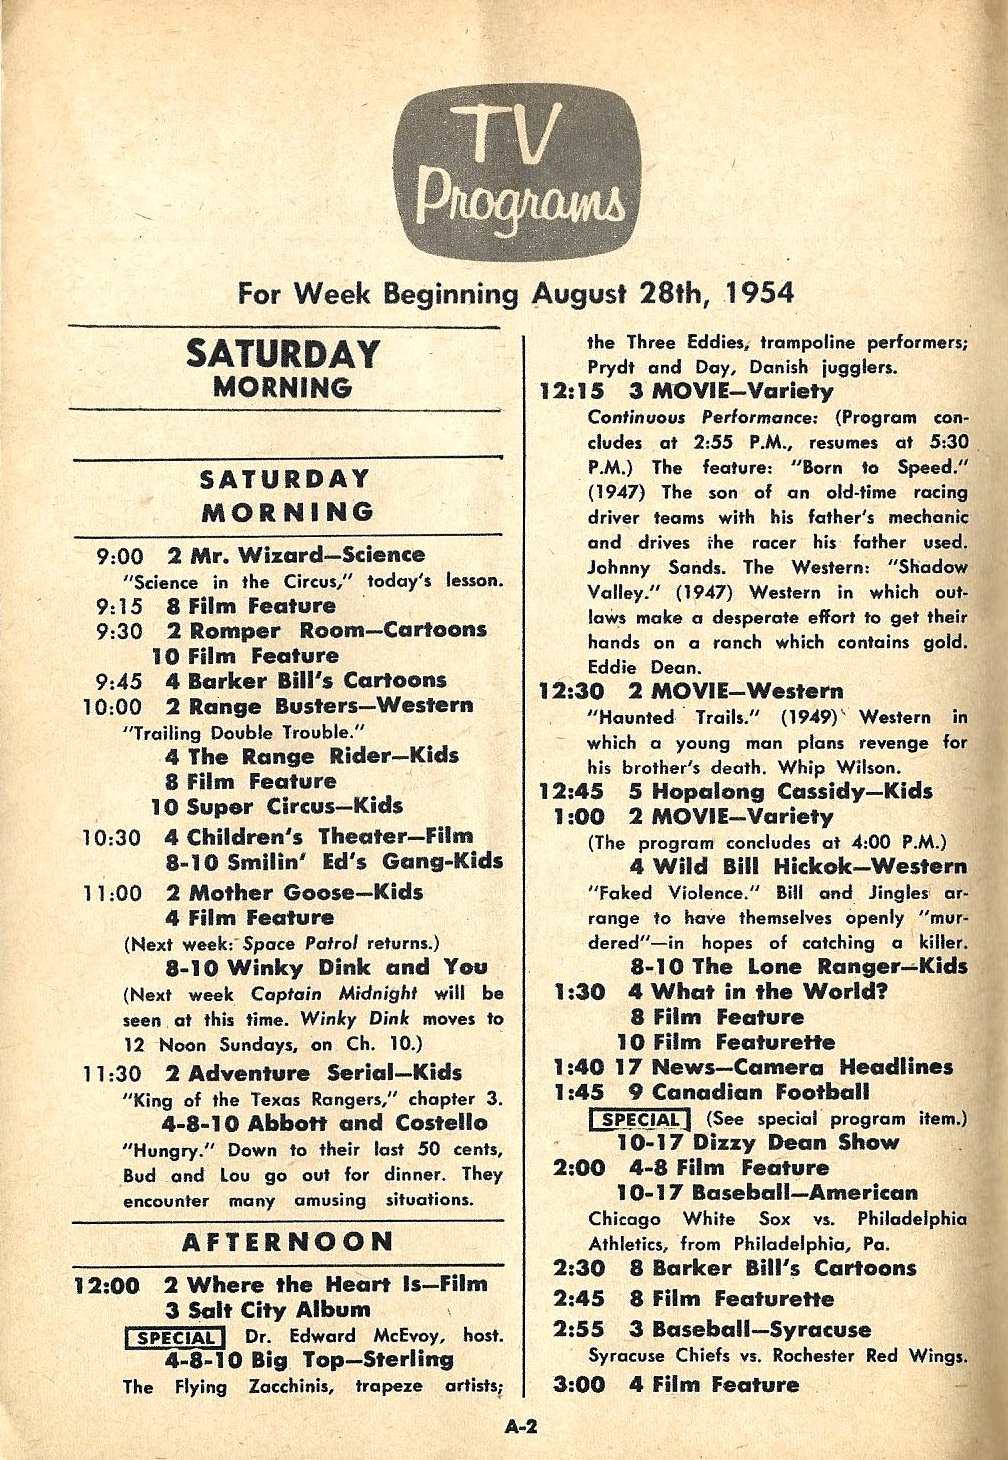 TV
Programs
For Week Beginning August 28th, 1954
SATURDAY
MORNING
SATURDAY
MORNING
9:00 2 Mr. Wizard—Science
"Science in the Circus," today's lesson.
9:15 8 Film Feature
9:30 2 Romper Room—Cartoons
10 Film Feature
9:45 4 Barker Bill's Cartoons
10:00 2 Range Busters—Western
"Trailing Double Trouble."
4 The Range Rider—Kids
8 Film Feature
10 Super Circus—Kids
10:30 4 Children's Theater—Film
8-10 Smilin' Ed's Gang-Kids
11:00 2 Mother Goose—Kids
4 Film Feature
(Next week: Space Patrol returns.)
8-10 Winky Dink and You
(Next week Captain Midnight will be
seen at this time. Winky Dink moves to
12 Noon Sundays, on Ch. 10.)
11:30 2 Adventure Serial—Kids
"King of the Texas Rangers," chapter 3.
4-8-10 Abbott and Costello
"Hungry." Down to their last 50 cents,
Bud and Lou go out for dinner. They
encounter many amusing situations.
AFTERNOON
12:00 2 Where the Heart Is—Film
3 Salt City Album
SPECIAL Dr. Edward McEvoy, host.
4-8-10 Big Top—Sterling
The Flying Zacchinis, trapeze artists;
the Three Eddies, trampoline performers;
Prydt and Day, Danish jugglers.
12:15 3 MOVIE—Variety
Continuous Performance: (Program con-
cludes at 2:55 P.M., resumes at 5:30
P.M.) The feature: "Born to Speed."
(1947) The son of an old-time racing
driver teams with his father's mechanic
and drives the racer his father used.
Johnny Sands. The Western: "Shadow
Valley." (1947) Western in which out-
laws make a desperate effort to get their
hands on a ranch which contains gold.
Eddie Dean.
12:30 2 MOVIE—Western
"Haunted Trails." (1949) Western in
which a young man plans revenge for
his brother's death. Whip Wilson.
12:45 5 Hopalong Cassidy—Kids
1:00 2 MOVIE—Variety
(The program concludes at 4:00 P.M.)
4 Wild Bill Hickok—Western
"Faked Violence." Bill and Jingles ar-
range to have themselves openly "mur-
dered"—in hopes of catching a killer.
8-10 The Lone Ranger—Kids
1:30 4 What in the World?
8 Film Feature
10 Film Featurette
1:40 17 News—Camera Headlines
1:45 9 Canadian Football
SPECIAL (See special program item.)
10-17 Dizzy Dean Show
2:00 4-8 Film Feature
10-17 Baseball—American
Chicago White Sox vs. Philadelphia
Athletics, from Philadelphia, Pa.
2:30 8 Barker Bill's Cartoons
2:45 8 Film Featurette
2:55 3 Baseball—Syracuse
Syracuse Chiefs vs. Rochester Red Wings.
3:00 4 Film Feature
A-2